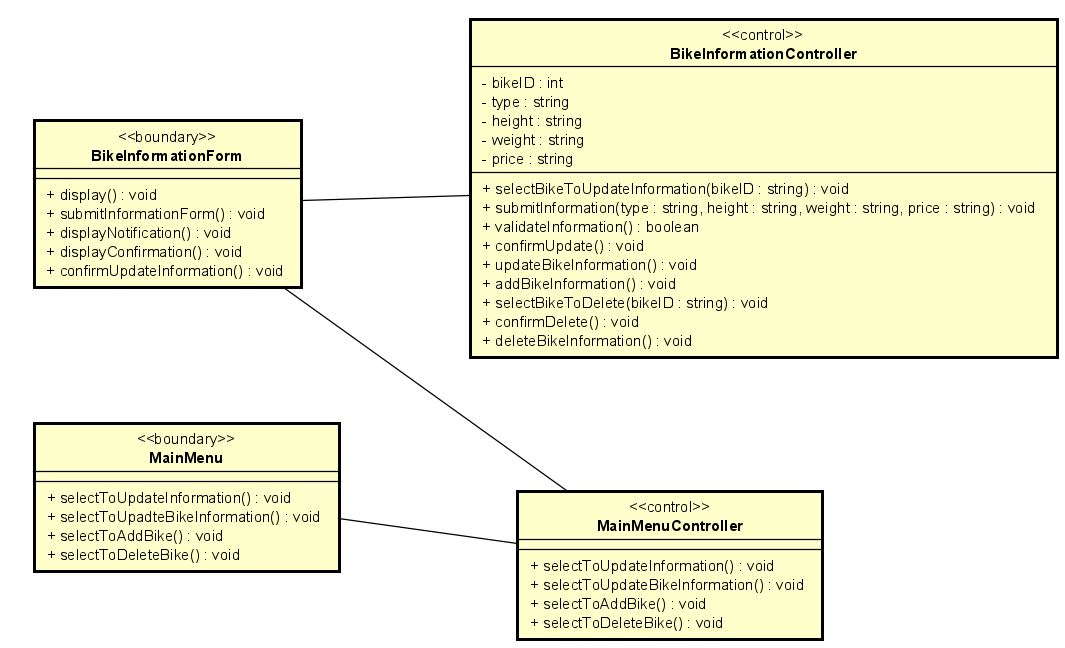 <<control>>
BikeInformationController
- bikeID : int
- type : string
- height : string
- weight : string
- price : string
+ selectBikeToUpdateInformation(bikeID : string) : void
+ submitInformation(type : string, height : string, weight : string, price : string) : void
+ validateInformation() : boolean
+ confirmUpdate() : void
+ updateBikeInformation() : void
+ addBikeInformation() : void
+ selectBikeToDelete(bikeID : string) : void
+ confirmDelete() : void
+ deleteBikeInformation() : void
<<boundary>>
BikeInformationForm
+ display() : void
+ submitInformationForm() : void
+ displayNotification() : void
+ displayConfirmation() : void
+ confirmUpdateInformation() : void
<<boundary>>
MainMenu
+ selectToUpdateInformation() : void
+ selectToUpadteBikeInformation() : void
+ selectToAddBike() : void
+ selectToDeleteBike() : void
<<control>>
MainMenuController
+ selectToUpdateInformation() : void
+ selectToUpdateBikeInformation() : void
+ selectToAddBike() : void
+ selectToDeleteBike() : void